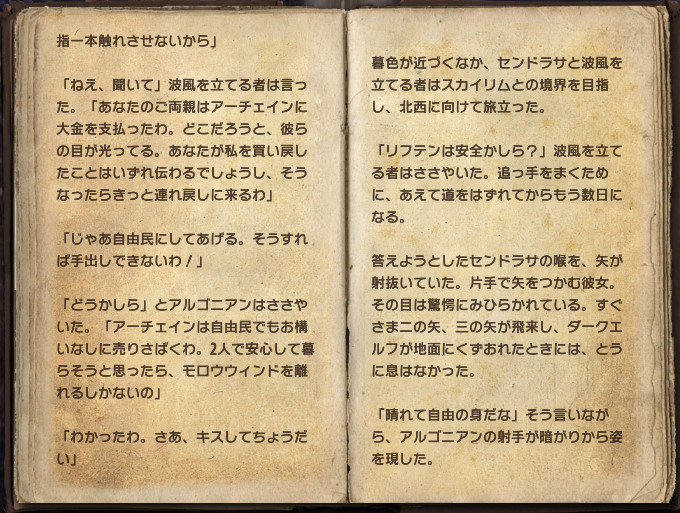 指一本触れさせないから」
「ねえ、聞いて」波風を立てる者は言っ
た。「あなたのご両親はアーチェインに
大金を支払ったわ。どこだろうと、彼ら
の目が光ってる。あなたが私を買い戻し
たことはいずれ伝わるでしょうし、そう
なったらきっと連れ戻しに来るわ」
「じゃあ自由民にしてあげる。そうすれ
ば手出しできないわ！」
「どうかしら」とアルゴニアンはささや
いた。「アーチェインは自由民でもお構
いなしに売りさばくわ。2人で安心して暮
らそうと思ったら、モロウウィンドを離
れるしかないの」
「わかったわ。さあ、キスしてちょうだ
い」
暮色が近づくなか、センドラサと波風を
立てる者はスカイリムとの境界を目指
し、北西に向けて旅立った。
「リフテンは安全かしら？」波風を立て
る者はささやいた。追っ手をまくため
に、あえて道をはずれてからもう数日に
なる。
答えようとしたセンドラサの喉を、矢が
射抜いていた。片手で矢をつかむ彼女。
その目は驚愕にみひらかれている。すぐ
さま二の矢、三の矢が飛来し、ダークエ
ルフが地面にくずおれたときには、とう
に息はなかった。
「晴れて自由の身だな」そう言いなが
ら、アルゴニアンの射手が暗がりから姿
を現した。